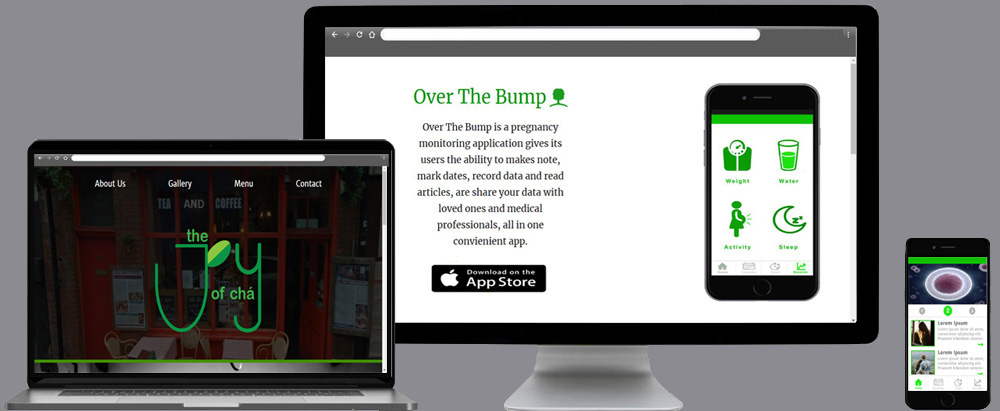 About Us
Gallery
Menu
Contact
TEA AND COFFEE
the
Joy
of chá
Over The Bump
Over The Bump is a pregnancy
monitoring application gives its
users the ability to makes note,
mark dates, record data and read
articles, are share your data with
loved ones and medical
professionals, all in one
convienient app.
Download on the
App Store
Weight
Water
Activity
Sleep
1
2
3
Lorem Ipsum
Lorem Ipsum